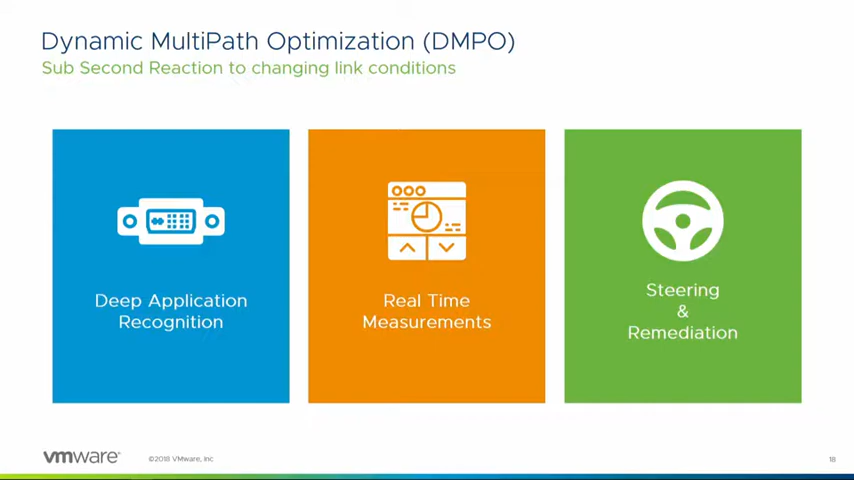 Dynamic MultiPath Optimization (DMPO)
Sub Second Reaction to changing link conditions
Deep Application
Recognition
Real Time
Measurements
Steering
&
Remediation
vmware
©2018 VMware, Inc
18